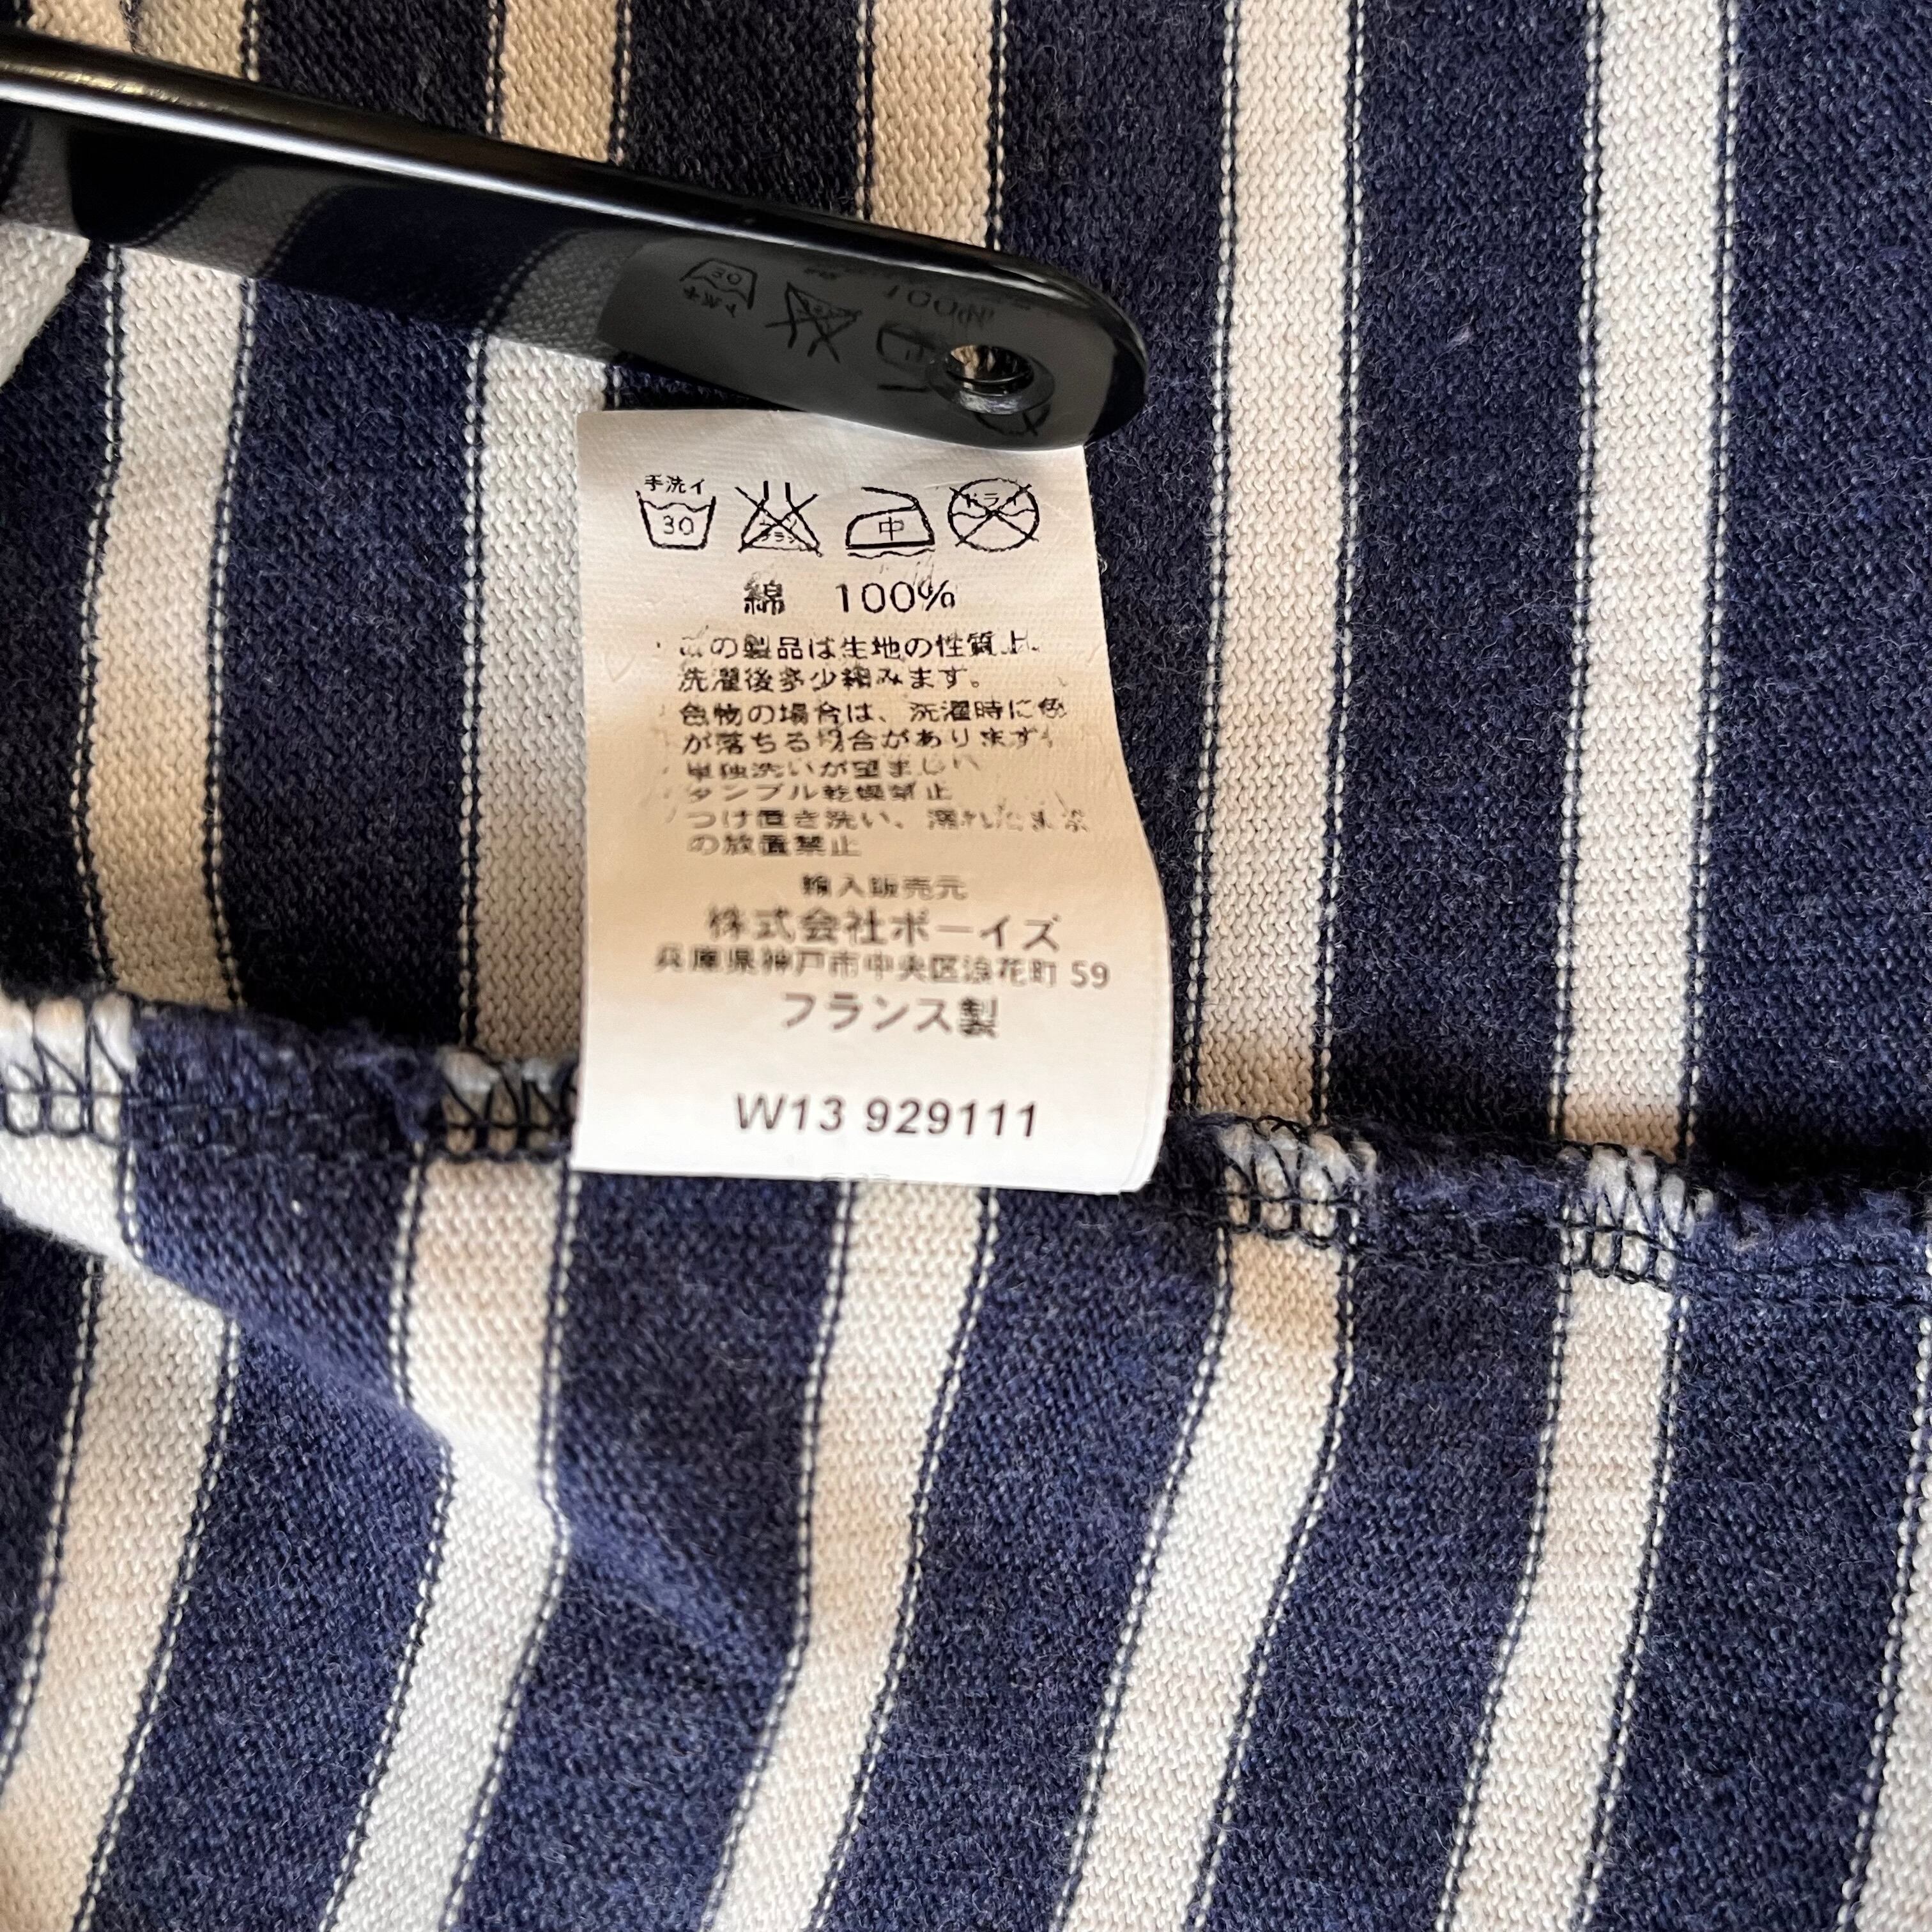 手洗イ
30
中
ドライ
綿 100%
この製品は生地の性質上、
洗濯後多少縮みます。
色物の場合は、洗濯時に色
が落ちる場合があります。
単独洗いが望ましい
タンブル乾燥禁止
つけ置き洗い、濡れたまま
の放置禁止
輸入販売元
株式会社ボーイズ
兵庫県神戸市中央区浪花町 59
フランス製
W13 929111